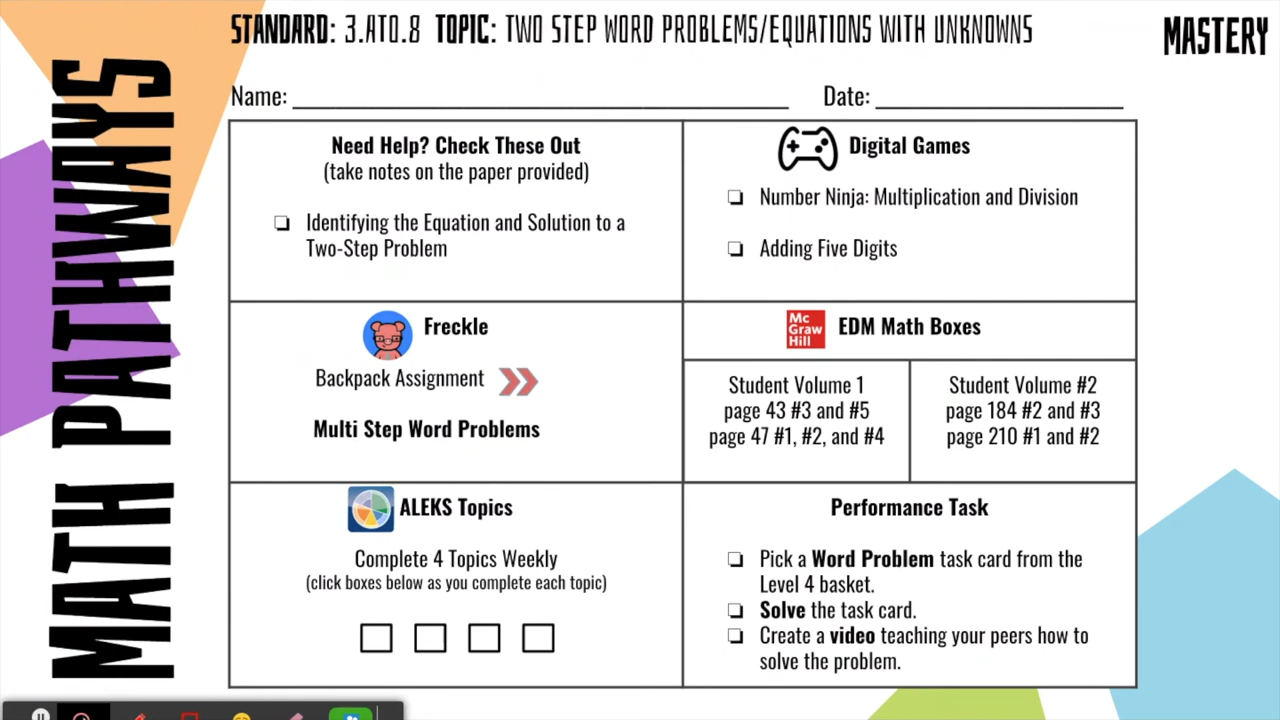 STANDARD: 3.ATO.8 TOPIC: TWO STEP WORD PROBLEMS/EQUATIONS WITH UNKNOWNS
MASTERY
MATH PATHWAYS
Name: ________ Date: ________
Need Help? Check These Out
(take notes on the paper provided)
❏ Identifying the Equation and Solution to a
Two-Step Problem
Digital Games
❏ Number Ninja: Multiplication and Division
❏ Adding Five Digits
Freckle
Backpack Assignment
Multi Step Word Problems
Mc
Graw
Hill
EDM Math Boxes
Student Volume 1
page 43 #3 and #5
page 47 #1, #2, and #4
Student Volume #2
page 184 #2 and #3
page 210 #1 and #2
ALEKS Topics
Complete 4 Topics Weekly
(click boxes below as you complete each topic)
Performance Task
❏ Pick a Word Problem task card from the
Level 4 basket.
❏ Solve the task card.
❏ Create a video teaching your peers how to
solve the problem.